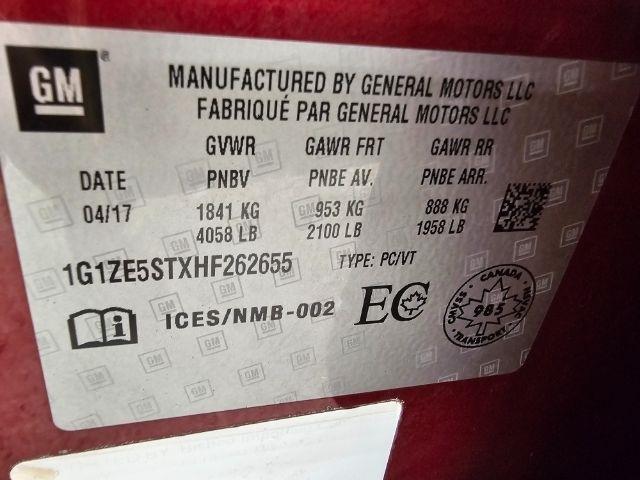 GM
MANUFACTURED BY GENERAL MOTORS LLC
FABRIQUÉ PAR GENERAL MOTORS LLC
GVWR GAWR FRT GAWR RR
DATE PNBV PNBE AV. PNBE ARR.
04/17 1841 KG 953 KG 888 KG
4058 LB 2100 LB 1958 LB
1G1ZE5STXHF262655 TYPE: PC/VT
ICES/NMB-002 EC
CANADA
CMVSS 985 NSVAC
TRANSPORT